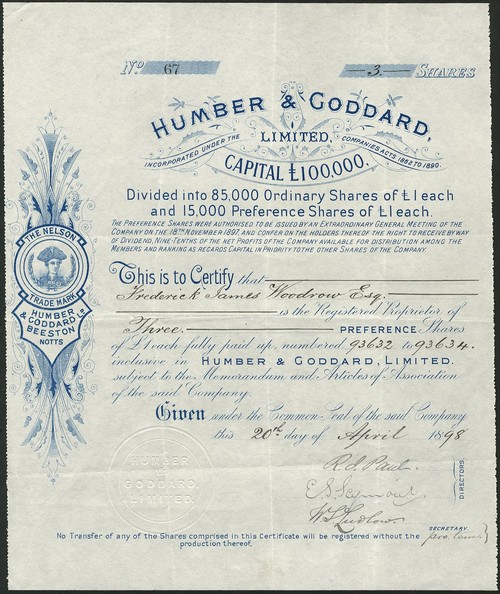 No 67
3. SHARES
HUMBER & GODDARD,
LIMITED.
INCORPORATED UNDER THE COMPANIES ACTS 1862 TO 1890.
CAPITAL £100,000.
Divided into 85,000 Ordinary Shares of £1 each
and 15,000 Preference Shares of £1 each.
THE PREFERENCE SHARES WERE AUTHORISED TO BE ISSUED BY AN EXTRAORDINARY GENERAL MEETING OF THE
COMPANY ON THE 18TH NOVEMBER 1897, AND CONFER ON THE HOLDERS THEREOF THE RIGHT TO RECEIVE BY WAY
OF DIVIDEND, NINE-TENTHS OF THE NET PROFITS OF THE COMPANY AVAILABLE FOR DISTRIBUTION AMONG THE
MEMBERS AND RANKING AS REGARDS CAPITAL IN PRIORITY TO THE OTHER SHARES OF THE COMPANY.
THE NELSON
TRADE MARK
HUMBER
& GODDARD
BEESTON
NOTTS
This is to Certify that
Frederick James Woodrow Esq.
is the Registered Proprietor of
Three PREFERENCE Shares
of £1 each fully paid up, numbered 93632 to 93634.
inclusive in HUMBER & GODDARD, LIMITED.
subject to the Memorandum and Articles of Association
of the said Company.
Given under the Common Seal of the said Company
this 20th day of April 1898
HUMBER
&
GODDARD
LIMITED
R.d. Paul.
E.S. Seymour
DIRECTORS.
W S Ludlow
SECRETARY.
pro. tem:
No Transfer of any of the Shares comprised in this Certificate will be registered without the
production thereof.